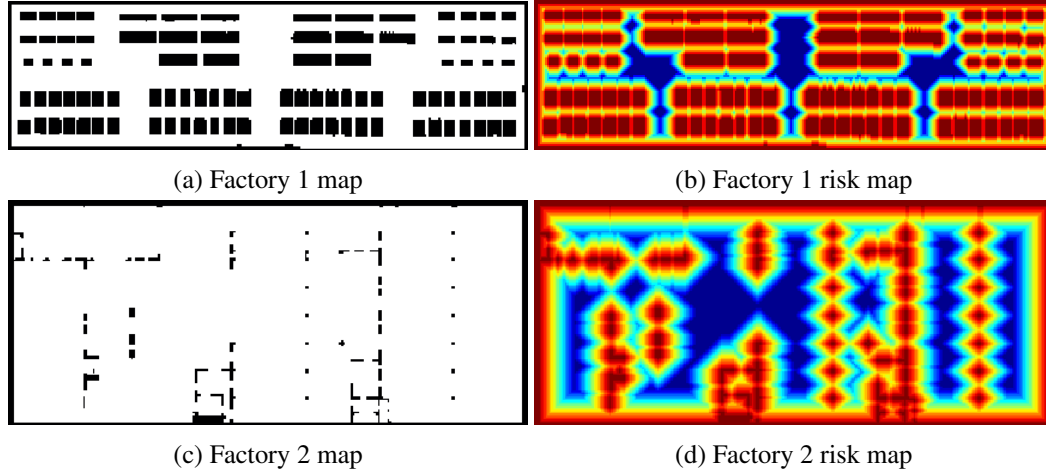 (a) Factory 1 map
(b) Factory 1 risk map
(c) Factory 2 map
(d) Factory 2 risk map